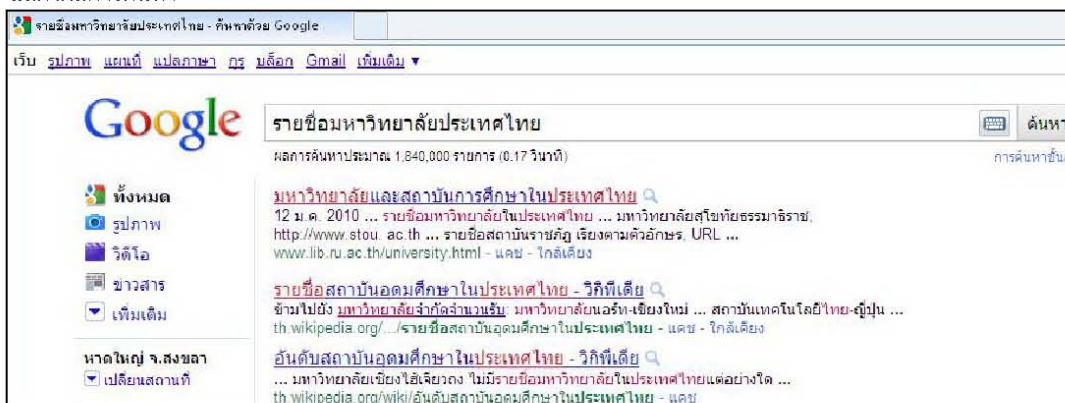 รายชื่อมหาวิทยาลัยประเทศไทย - ค้นหาด้วย Google
เว็บ รูปภาพ แผนที่ แปลภาษา กรุ บล็อก Gmail เพิ่มเติม ▼
Google
รายชื่อมหาวิทยาลัยประเทศไทย
ค้นหา
ผลการค้นหาประมาณ 1,840,000 รายการ (0.17 วินาที)
การค้นหาขั้น
ทั้งหมด
รูปภาพ
วิดีโอ
ข่าวสาร
เพิ่มเติม
หาดใหญ่ จ.สงขลา
เปลี่ยนสถานที่
มหาวิทยาลัยและสถาบันการศึกษาในประเทศไทย
12 ม.ค. 2010 ... รายชื่อมหาวิทยาลัยในประเทศไทย ... มหาวิทยาลัยสุโขทัยธรรมาธิราช,
http://www.stou. ac.th ... รายชื่อสถาบันราชภัฏ เรียงตามตัวอักษร, URL ...
www.lib.ru.ac.th/university.html - แคช - ใกล้เคียง
รายชื่อสถาบันอุดมศึกษาในประเทศไทย - วิกิพีเดีย
ข้ามไปยัง มหาวิทยาลัยจำกัดจำนวนรับ: มหาวิทยาลัยนอร์ท-เชียงใหม่ ... สถาบันเทคโนโลยีไทย-ญี่ปุ่น ...
th.wikipedia.org/.../รายชื่อสถาบันอุดมศึกษาในประเทศไทย - แคช - ใกล้เคียง
อันดับสถาบันอุดมศึกษาในประเทศไทย - วิกิพีเดีย
... มหาวิทยาลัยเซี่ยงไฮ้เจียวถง ไม่มีรายชื่อมหาวิทยาลัยในประเทศไทยแต่อย่างใด ...
th.wikipedia.org/wiki/อันดับสถาบันอุดมศึกษาในประเทศไทย - แคช